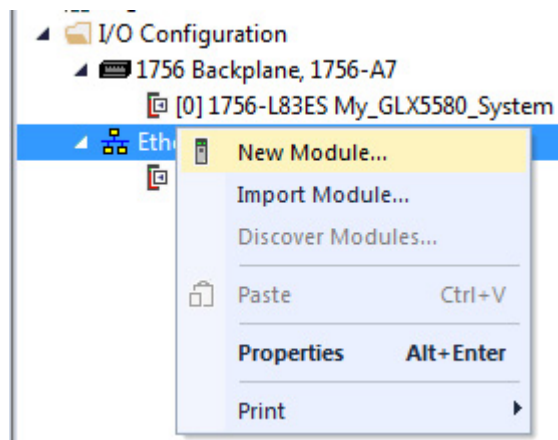 I/O Configuration
1756 Backplane, 1756-A7
[0] 1756-L83ES My_GLX5580_System
Eth
New Module...
Import Module...
Discover Modules...
Paste Ctrl+V
Properties Alt+Enter
Print